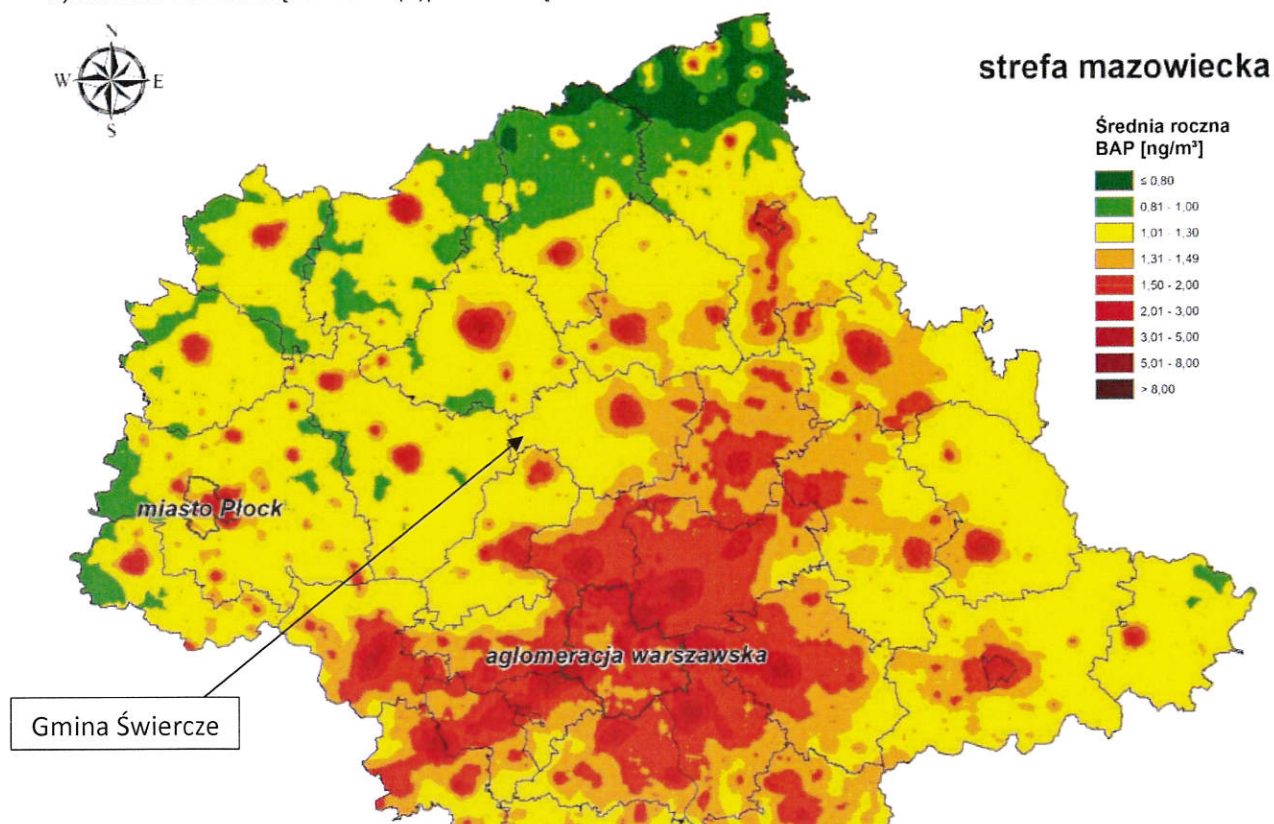 N
W
E
S
strefa mazowiecka
Średnia roczna
BAP [ng/m³]
≤ 0,80
0,81 - 1,00
1,01 - 1,30
1,31 - 1,49
1,50 - 2,00
2,01 - 3,00
3,01 - 5,00
5,01 - 8,00
> 8,00
miasto Płock
aglomeracja warszawska
Gmina Świercze